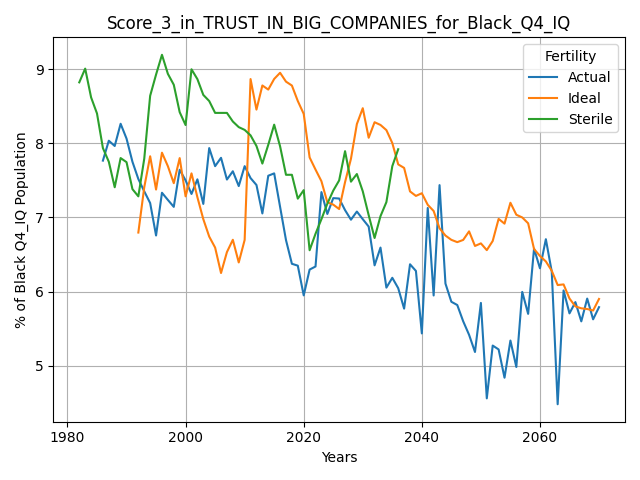 Score_3_in_TRUST_IN_BIG_COMPANIES_for_Black_Q4_IQ
Fertility
Actual
Ideal
Sterile
% of Black Q4_IQ Population
9
8
7
6
5
1980 2000 2020 2040 2060
Years